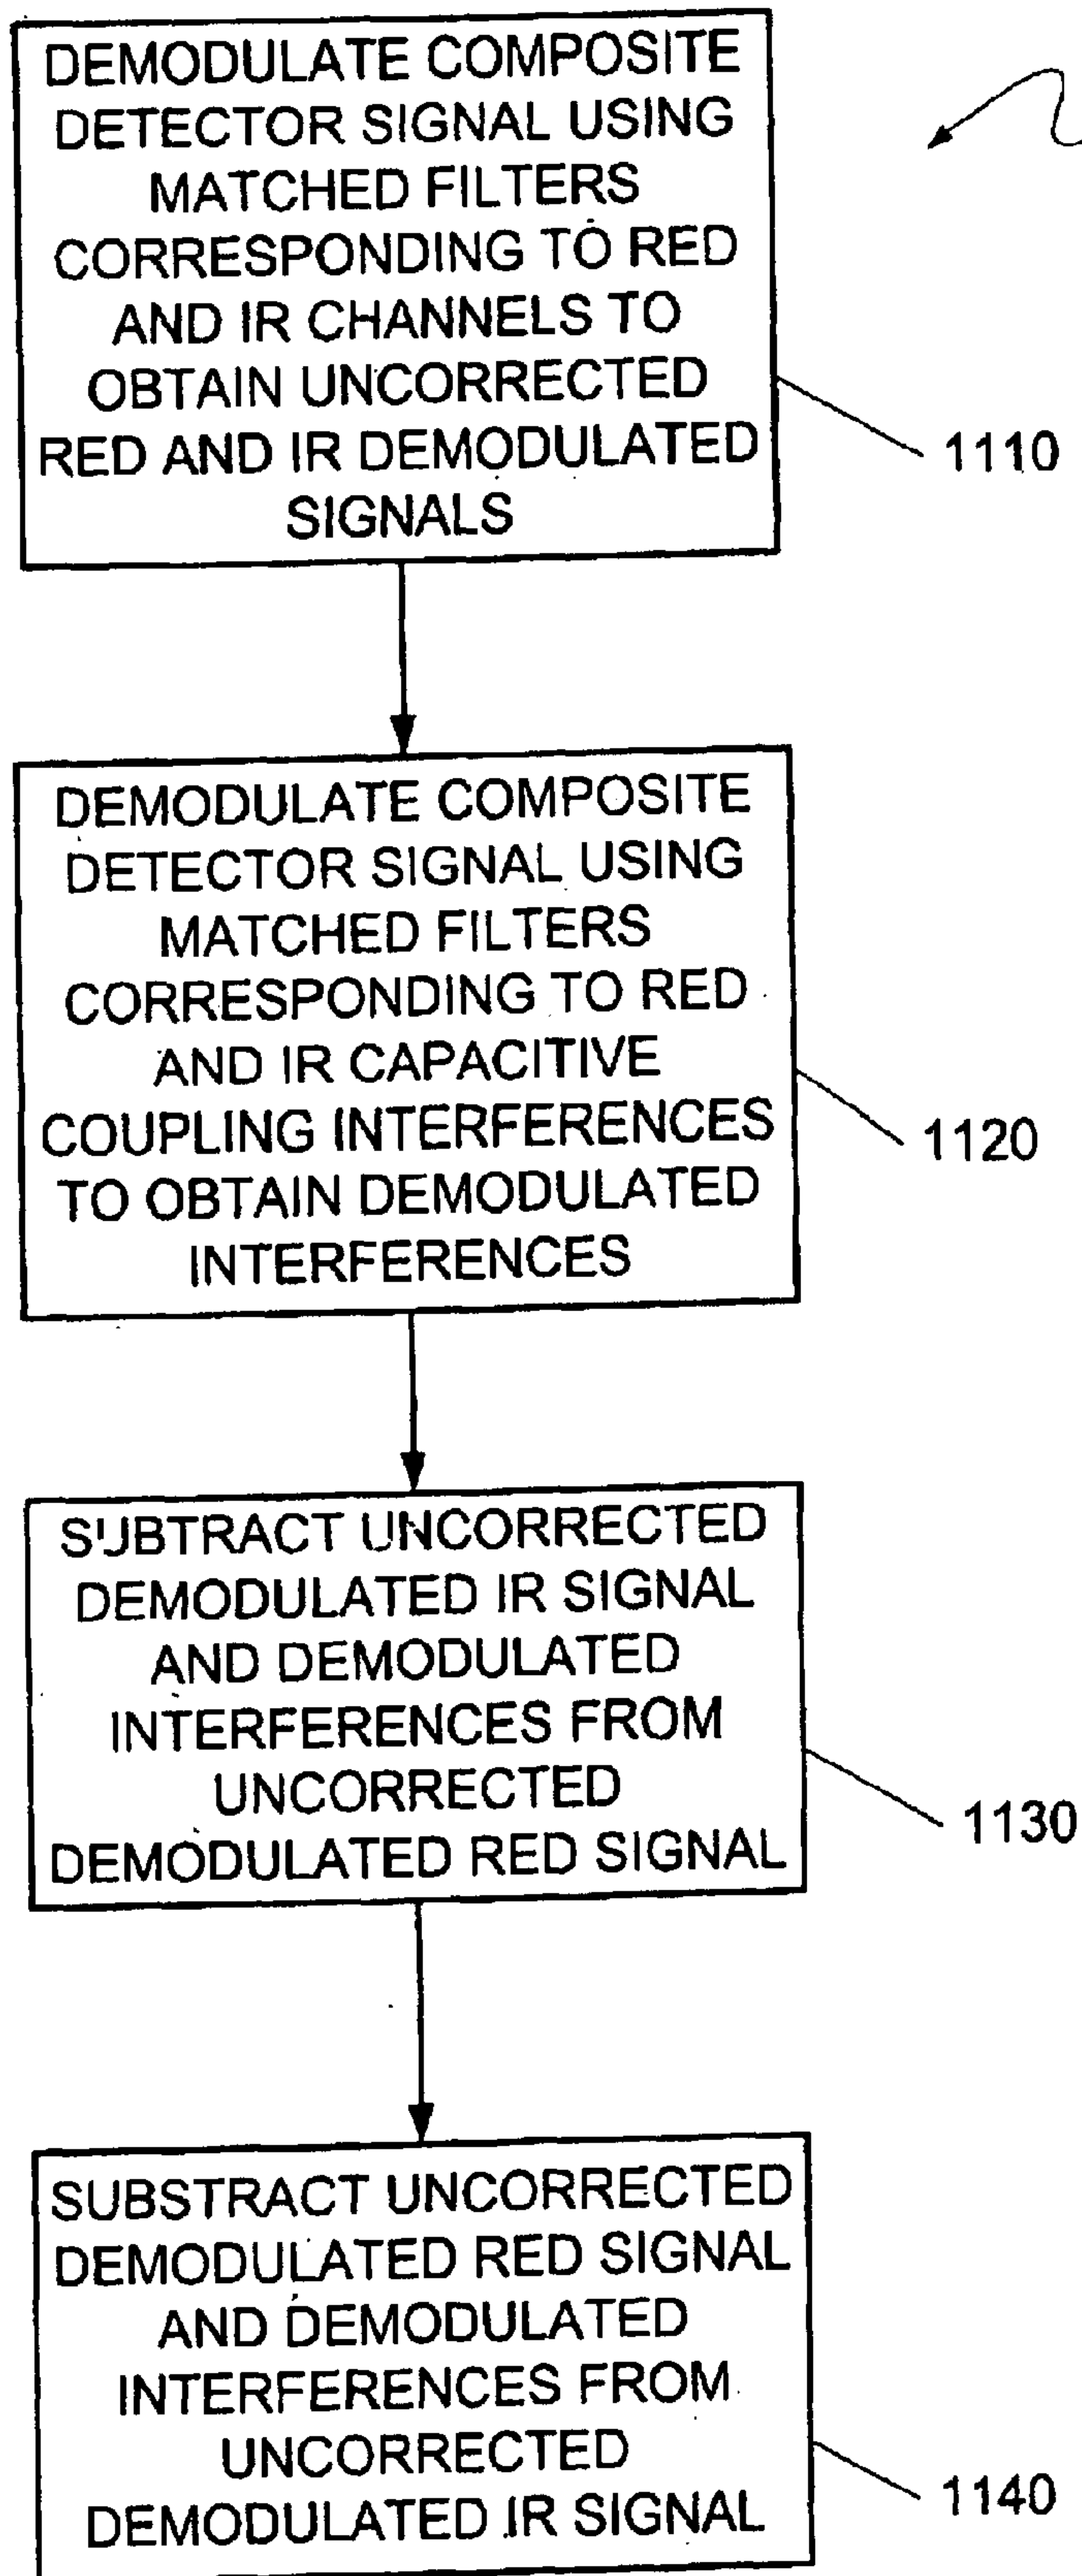 DEMODULATE COMPOSITE
DETECTOR SIGNAL USING
MATCHED FILTERS
CORRESPONDING TO RED
AND IR CHANNELS TO
OBTAIN UNCORRECTED
RED AND IR DEMODULATED
SIGNALS
1110
DEMODULATE COMPOSITE
DETECTOR SIGNAL USING
MATCHED FILTERS
CORRESPONDING TO RED
AND IR CAPACITIVE
COUPLING INTERFERENCES
TO OBTAIN DEMODULATED
INTERFERENCES
1120
SUBTRACT UNCORRECTED
DEMODULATED IR SIGNAL
AND DEMODULATED
INTERFERENCES FROM
UNCORRECTED
DEMODULATED RED SIGNAL
1130
SUBSTRACT UNCORRECTED
DEMODULATED RED SIGNAL
AND DEMODULATED
INTERFERENCES FROM
UNCORRECTED
DEMODULATED IR SIGNAL
1140